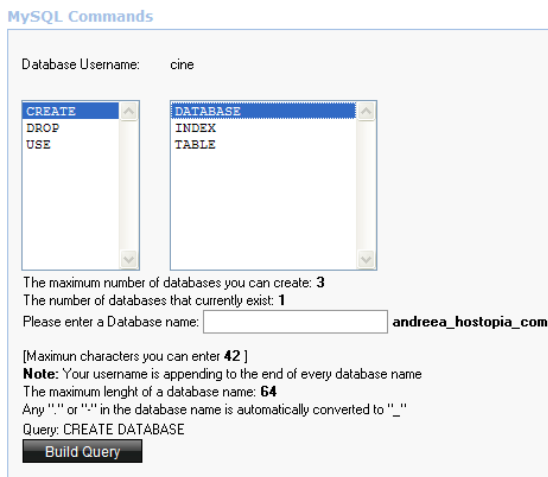 MySQL Commands
Database Username: cine
CREATE
DROP
USE
DATABASE
INDEX
TABLE
The maximum number of databases you can create: 3
The number of databases that currently exist: 1
Please enter a Database name: andreea_hostopia_com
[Maximun characters you can enter 42 ]
Note: Your username is appending to the end of every database name
The maximum lenght of a database name: 64
Any "." or "-" in the database name is automatically converted to "_"
Query: CREATE DATABASE
Build Query